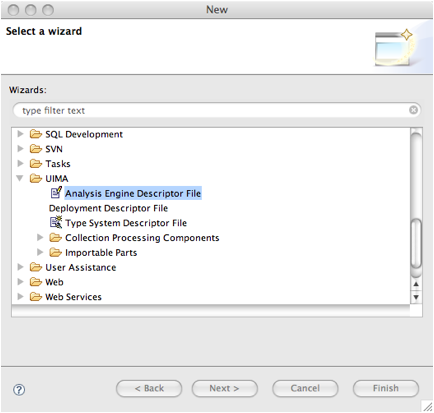 New
Select a wizard
Wizards:
type filter text
SQL Development
SVN
Tasks
UIMA
Analysis Engine Descriptor File
Deployment Descriptor File
Type System Descriptor File
Collection Processing Components
Importable Parts
User Assistance
Web
Web Services
?
< Back
Next >
Cancel
Finish